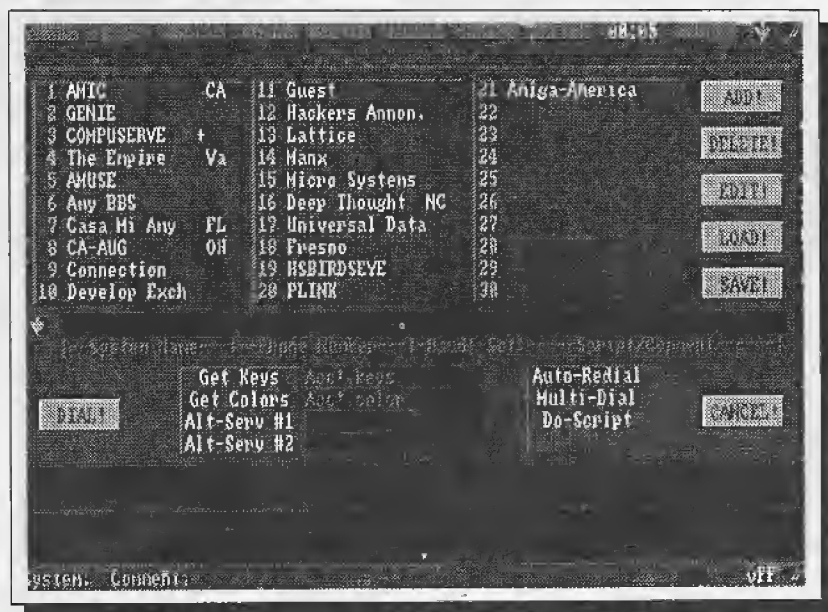 00:05
1 AMIC CA
2 GENIE
3 COMPUSERVE +
4 The Empire Va
5 AMUSE
6 Any BBS
7 Casa Mi Amy FL
8 CA-AUG OH
9 Connection
10 Develop Exch
11 Guest
12 Hackers Annon.
13 Lattice
14 Manx
15 Micro Systems
16 Deep Thought NC
17 Universal Data
18 Fresno
19 HSBIRDSEYE
20 PLINK
21 Amiga-America
22
23
24
25
26
27
28
29
30
ADD!
DELETE!
EDIT!
LOAD!
SAVE!
System Name
DIAL!
Get Keys
Get Colors
Alt-Serv #1
Alt-Serv #2
Auto-Redial
Multi-Dial
Do-Script
CANCEL!